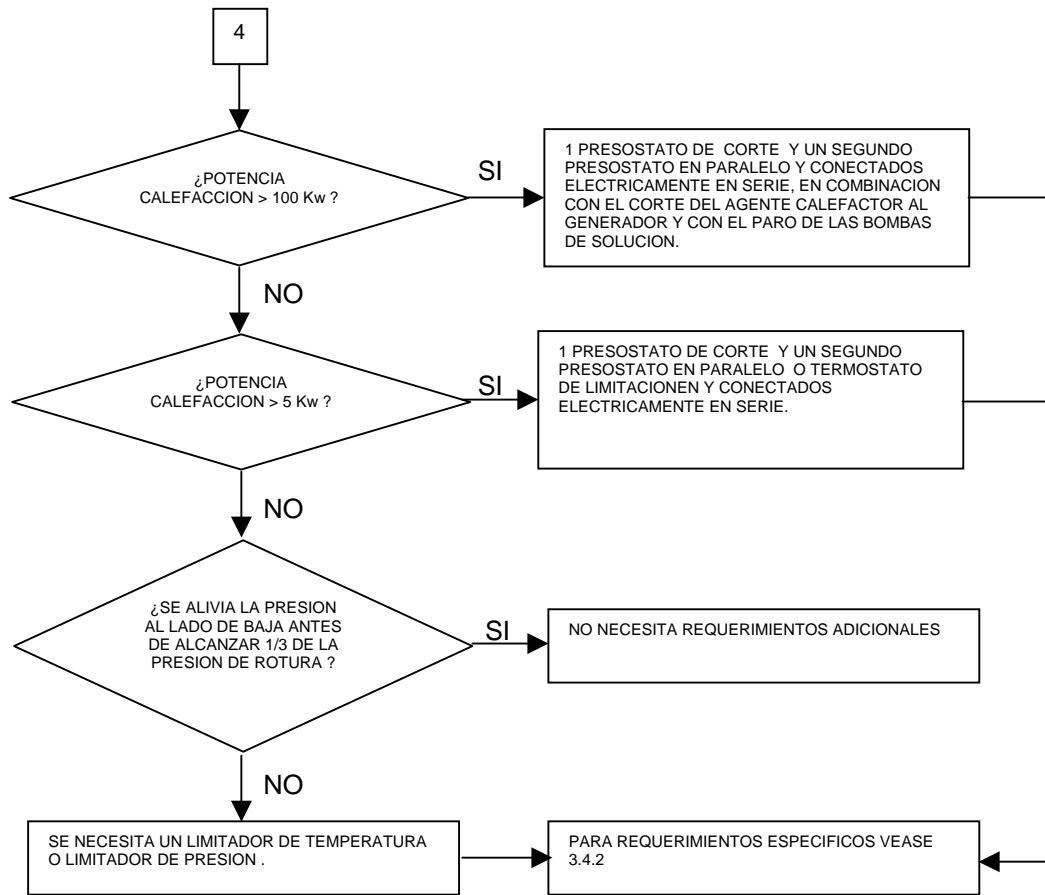 4
¿POTENCIA
CALEFACCION > 100 Kw ?
SI
1 PRESOSTATO DE CORTE Y UN SEGUNDO
PRESOSTATO EN PARALELO Y CONECTADOS
ELECTRICAMENTE EN SERIE, EN COMBINACION
CON EL CORTE DEL AGENTE CALEFACTOR AL
GENERADOR Y CON EL PARO DE LAS BOMBAS
DE SOLUCION.
NO
¿POTENCIA
CALEFACCION > 5 Kw ?
SI
1 PRESOSTATO DE CORTE Y UN SEGUNDO
PRESOSTATO EN PARALELO O TERMOSTATO
DE LIMITACIONEN Y CONECTADOS
ELECTRICAMENTE EN SERIE.
NO
¿SE ALIVIA LA PRESION
AL LADO DE BAJA ANTES
DE ALCANZAR 1/3 DE LA
PRESION DE ROTURA ?
SI
NO NECESITA REQUERIMIENTOS ADICIONALES
NO
SE NECESITA UN LIMITADOR DE TEMPERATURA
O LIMITADOR DE PRESION .
PARA REQUERIMIENTOS ESPECIFICOS VEASE
3.4.2